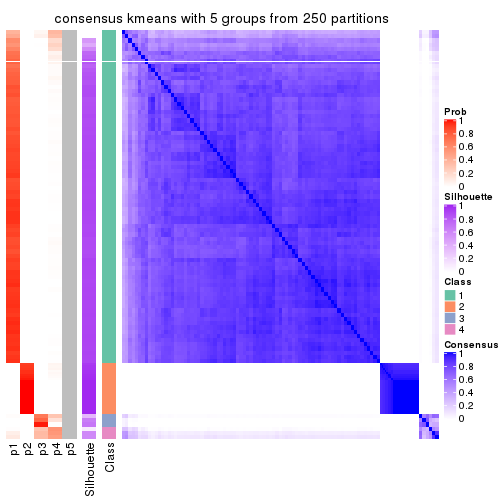 consensus kmeans with 5 groups from 250 partitions
Prob
1
0.8
0.6
0.4
0.2
0
Silhouette
1
0.8
0.6
0.4
0.2
0
Class
1
2
3
4
Consensus
1
0.8
0.6
0.4
0.2
0
p1
p2
p3
p4
p5
Silhouette
Class